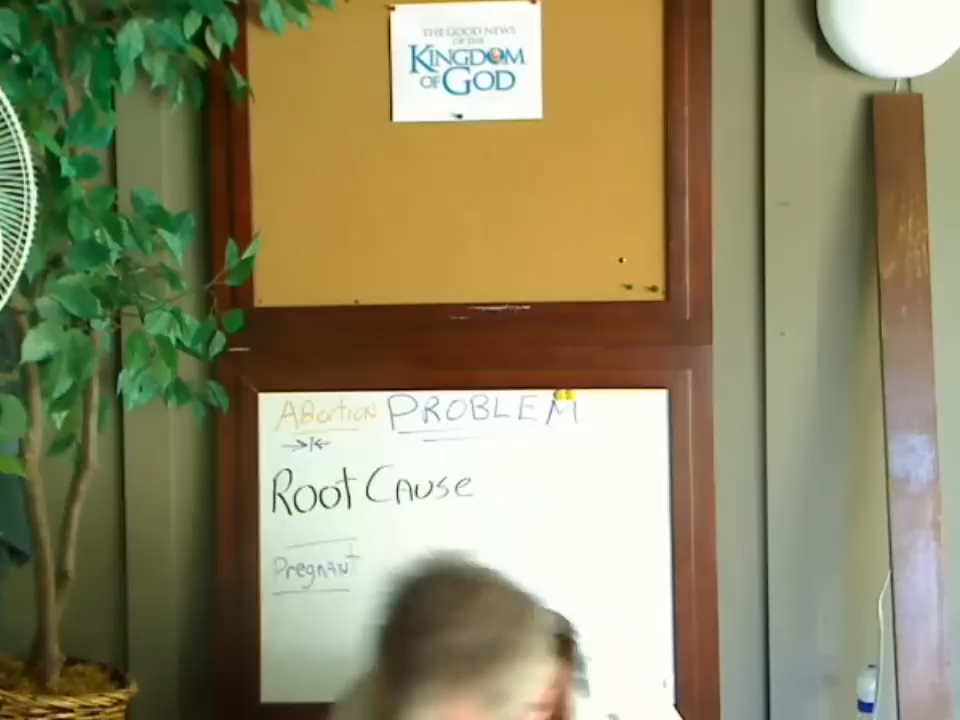 THE GOOD NEWS
OF THE
KINGDOM
OF GOD
ABortion PROBLEM
Root CAUSE
PregNANT